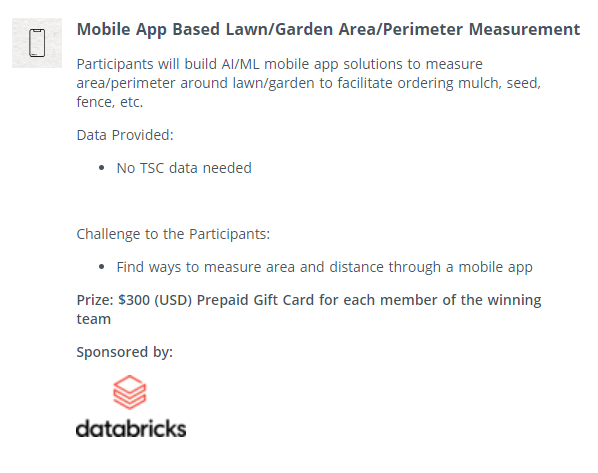 Mobile App Based Lawn/Garden Area/Perimeter Measurement
Participants will build AI/ML mobile app solutions to measure
area/perimeter around lawn/garden to facilitate ordering mulch, seed,
fence, etc.
Data Provided:
• No TSC data needed
Challenge to the Participants:
• Find ways to measure area and distance through a mobile app
Prize: $300 (USD) Prepaid Gift Card for each member of the winning
team
Sponsored by:
databricks